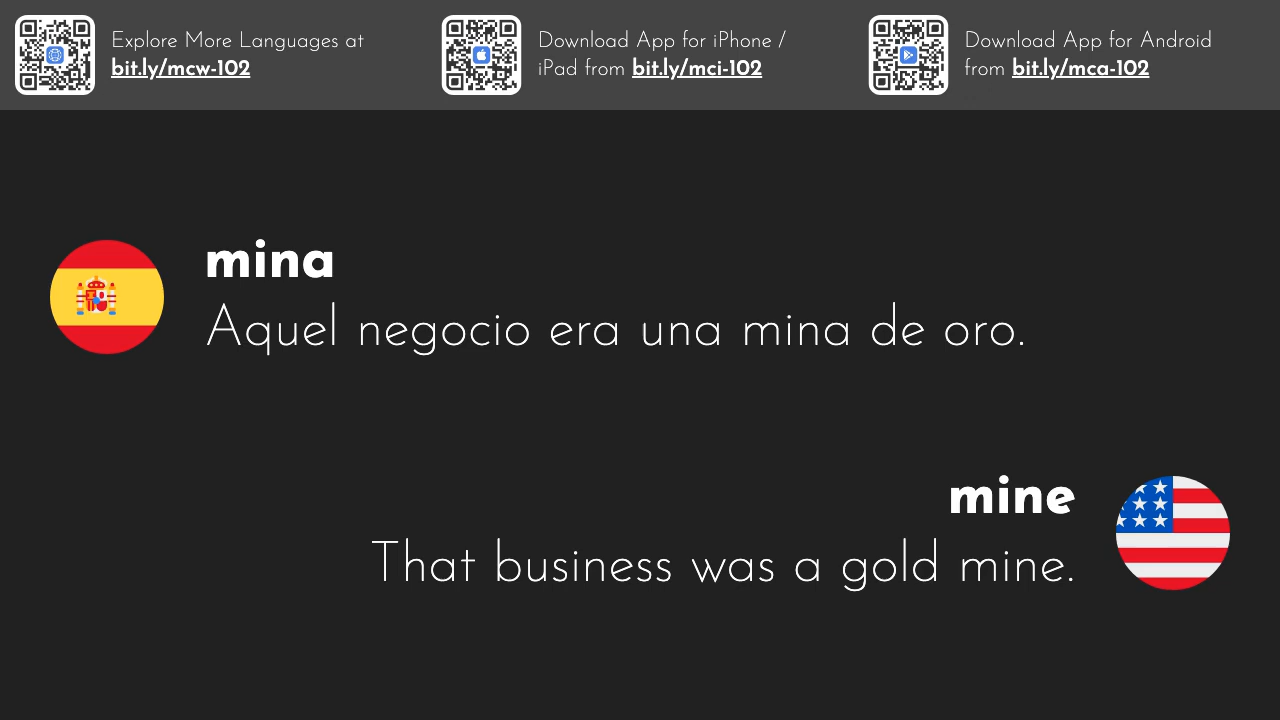 Explore More Languages at
bit.ly/mcw-102
Download App for iPhone /
iPad from bit.ly/mci-102
Download App for Android
from bit.ly/mca-102
mina
Aquel negocio era una mina de oro.
mine
That business was a gold mine.